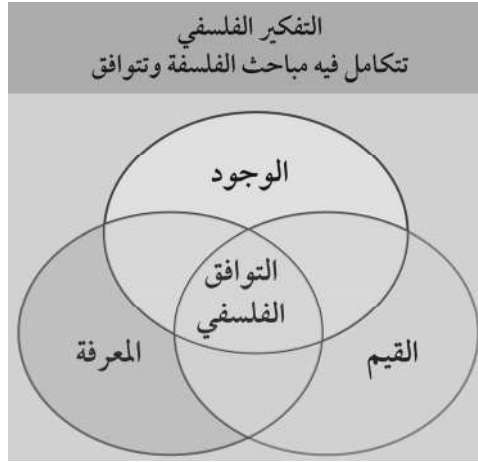 التفكير الفلسفي
تتكامل فيه مباحث الفلسفة وتتوافق
الوجود
التوافق
الفلسفي
المعرفة
القيم